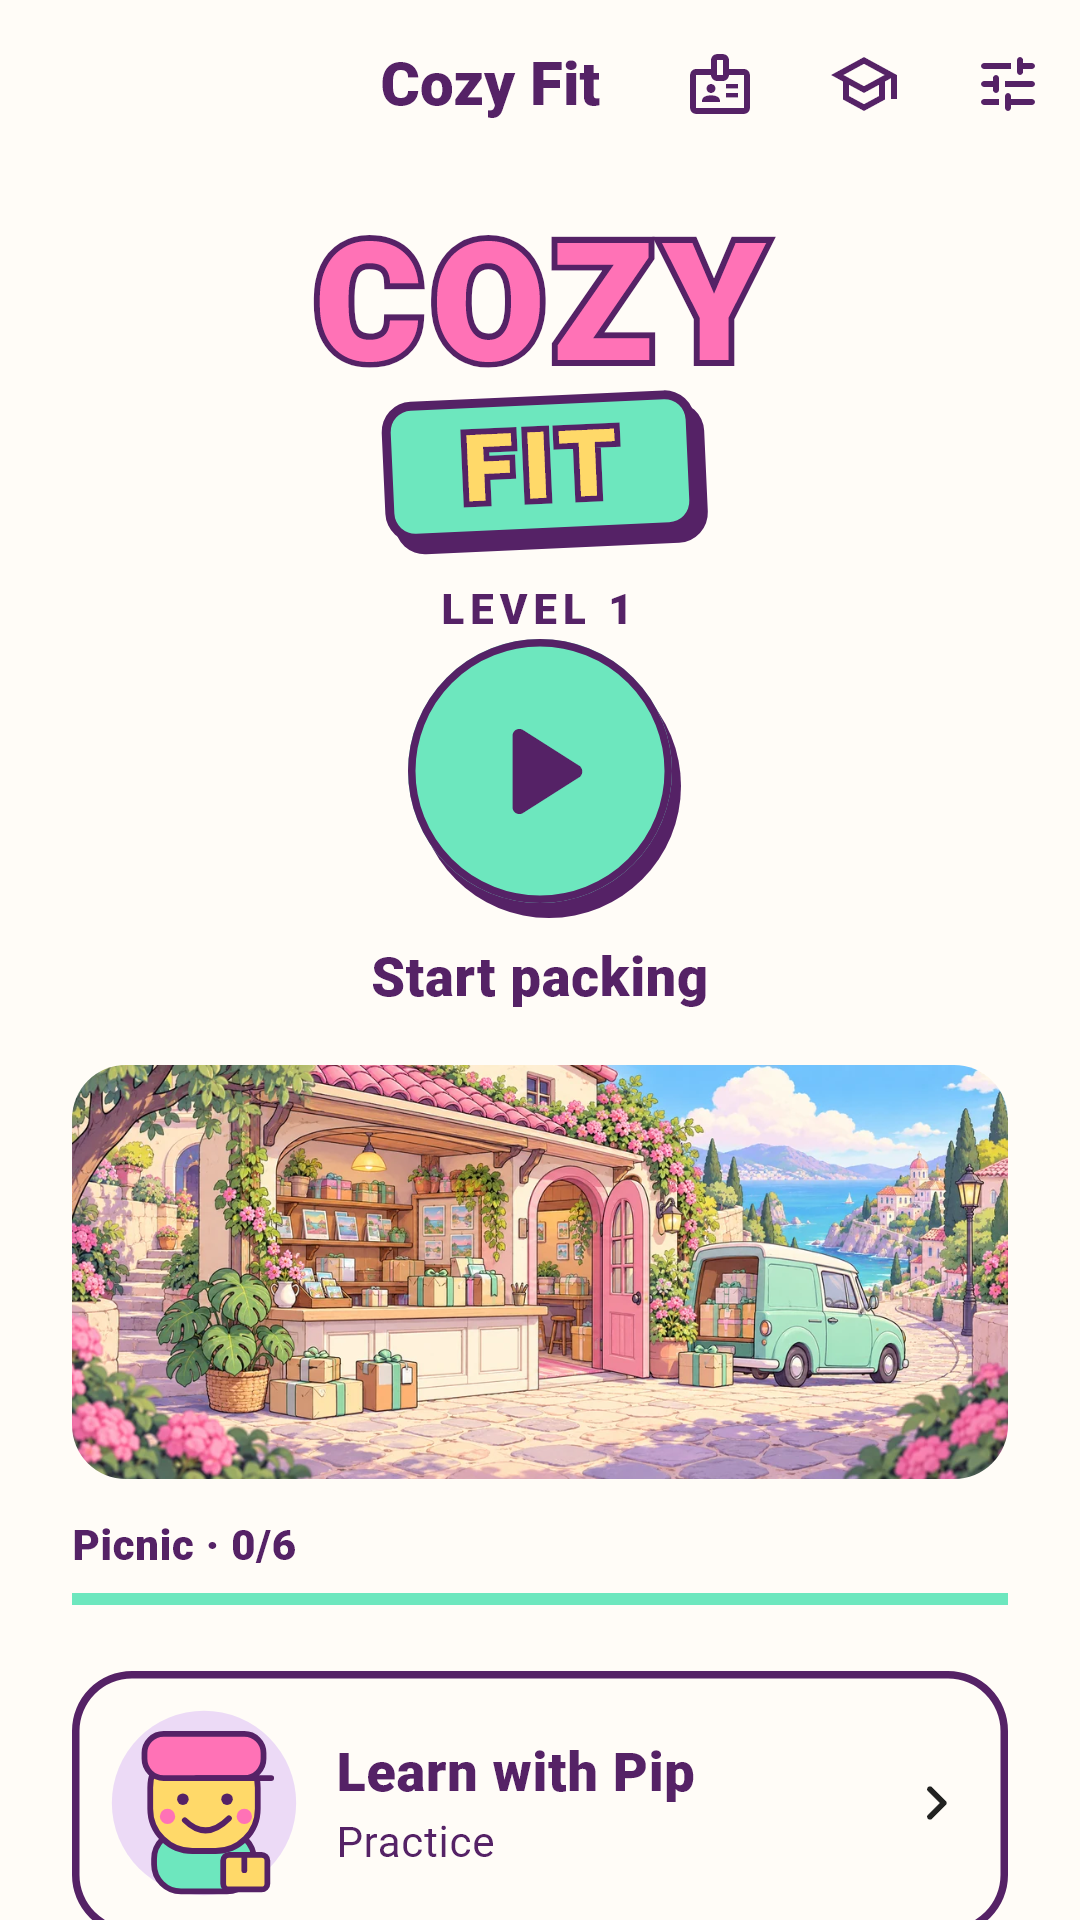 Cozy Fit
COZY
FIT
LEVEL 1
Start packing
Picnic · 0/6
Learn with Pip
Practice